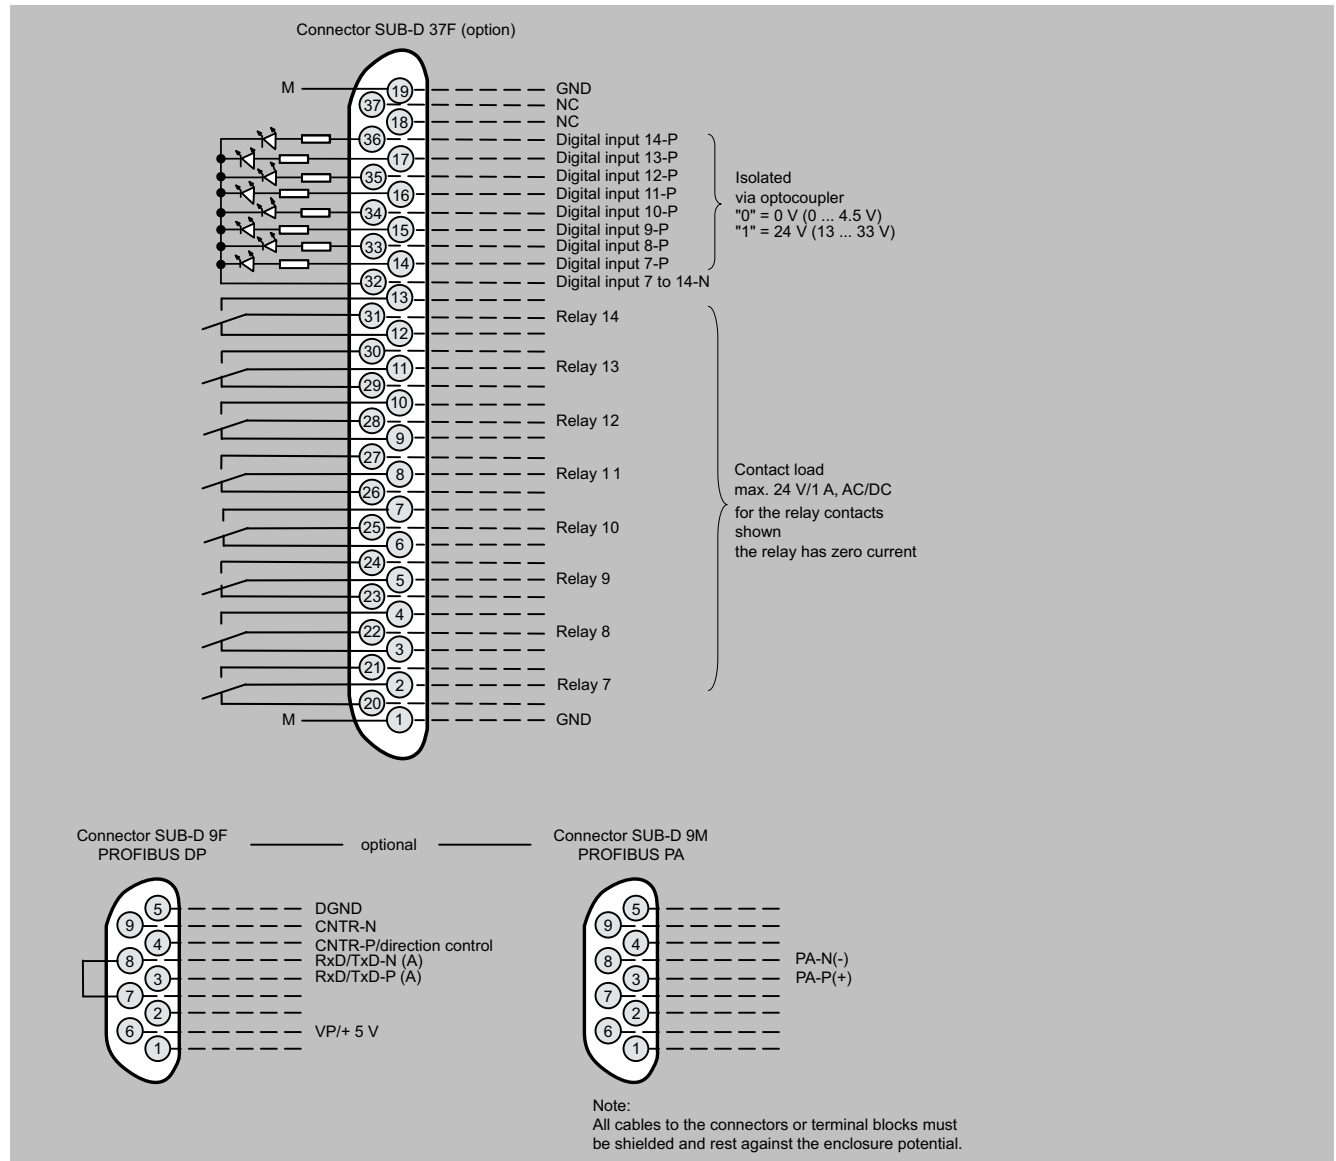 Connector SUB-D 37F (option)
M 19 GND
37 NC
18 NC
36 Digital input 14-P
17 Digital input 13-P
35 Digital input 12-P
16 Digital input 11-P
34 Digital input 10-P
15 Digital input 9-P
33 Digital input 8-P
14 Digital input 7-P
32 Digital input 7 to 14-N
Isolated
via optocoupler
"0" = 0 V (0 ... 4.5 V)
"1" = 24 V (13 ... 33 V)
13
31 Relay 14
12
30
11 Relay 13
29
10
28 Relay 12
9
27
8 Relay 11
26
7
25 Relay 10
6
24
5 Relay 9
23
4
22 Relay 8
3
21
2 Relay 7
20
M 1 GND
Contact load
max. 24 V/1 A, AC/DC
for the relay contacts
shown
the relay has zero current
Connector SUB-D 9F
PROFIBUS DP
optional
Connector SUB-D 9M
PROFIBUS PA
5 DGND
9 CNTR-N
4 CNTR-P/direction control
8 RxD/TxD-N (A)
3 RxD/TxD-P (A)
7
2
6 VP/+ 5 V
1
5
9
4
8 PA-N(-)
3 PA-P(+)
7
2
6
1
Note:
All cables to the connectors or terminal blocks must
be shielded and rest against the enclosure potential.